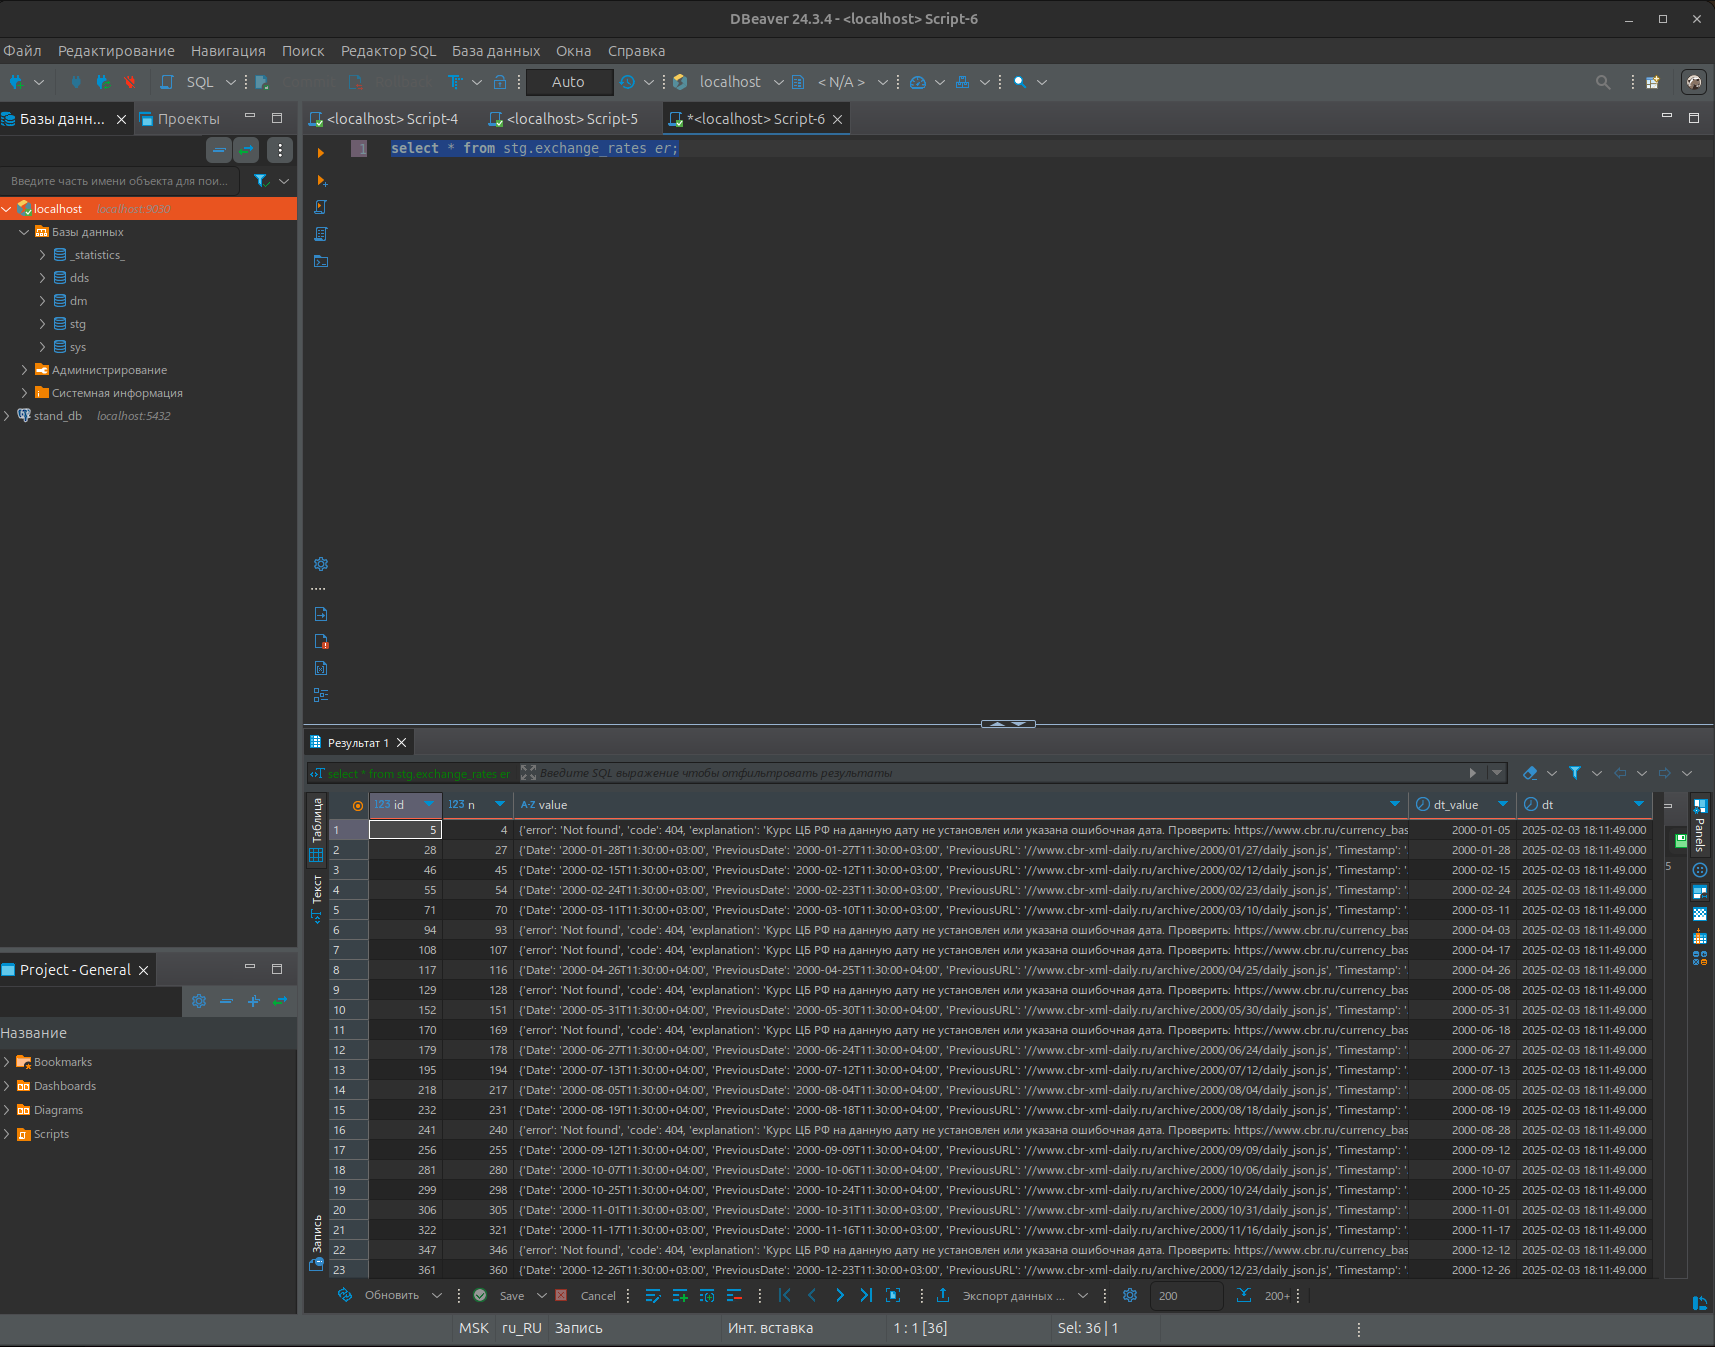 DBeaver 24.3.4 - <localhost> Script-6
Файл Редактирование Навигация Поиск Редактор SQL База данных Окна Справка
SQL Auto localhost < N/A >
Базы данн... Проекты
Введите часть имени объекта для пои...
localhost localhost:9030
Базы данных
_statistics_
dds
dm
stg
sys
Администрирование
Системная информация
stand_db localhost:5432
Project - General
Название
Bookmarks
Dashboards
Diagrams
Scripts
<localhost> Script-4 <localhost> Script-5 *<localhost> Script-6
1 select * from stg.exchange_rates er;
Результат 1
select * from stg.exchange_rates er Введите SQL выражение чтобы отфильтровать результаты
Таблица
Текст
Запись
123 id 123 n A-Z value dt_value dt
1 5 4 {'error': 'Not found', 'code': 404, 'explanation': 'Курс ЦБ РФ на данную дату не установлен или указана ошибочная дата. Проверить: https://www.cbr.ru/currency_bas 2000-01-05 2025-02-03 18:11:49.000
2 28 27 {'Date': '2000-01-28T11:30:00+03:00', 'PreviousDate': '2000-01-27T11:30:00+03:00', 'PreviousURL': '//www.cbr-xml-daily.ru/archive/2000/01/27/daily_json.js', 'Timestamp': '. 2000-01-28 2025-02-03 18:11:49.000
3 46 45 {'Date': '2000-02-15T11:30:00+03:00', 'PreviousDate': '2000-02-12T11:30:00+03:00', 'PreviousURL': '//www.cbr-xml-daily.ru/archive/2000/02/12/daily_json.js', 'Timestamp': '. 2000-02-15 2025-02-03 18:11:49.000
4 55 54 {'Date': '2000-02-24T11:30:00+03:00', 'PreviousDate': '2000-02-23T11:30:00+03:00', 'PreviousURL': '//www.cbr-xml-daily.ru/archive/2000/02/23/daily_json.js', 'Timestamp': '. 2000-02-24 2025-02-03 18:11:49.000
5 71 70 {'Date': '2000-03-11T11:30:00+03:00', 'PreviousDate': '2000-03-10T11:30:00+03:00', 'PreviousURL': '//www.cbr-xml-daily.ru/archive/2000/03/10/daily_json.js', 'Timestamp': '. 2000-03-11 2025-02-03 18:11:49.000
6 94 93 {'error': 'Not found', 'code': 404, 'explanation': 'Курс ЦБ РФ на данную дату не установлен или указана ошибочная дата. Проверить: https://www.cbr.ru/currency_bas 2000-04-03 2025-02-03 18:11:49.000
7 108 107 {'error': 'Not found', 'code': 404, 'explanation': 'Курс ЦБ РФ на данную дату не установлен или указана ошибочная дата. Проверить: https://www.cbr.ru/currency_bas 2000-04-17 2025-02-03 18:11:49.000
8 117 116 {'Date': '2000-04-26T11:30:00+04:00', 'PreviousDate': '2000-04-25T11:30:00+04:00', 'PreviousURL': '//www.cbr-xml-daily.ru/archive/2000/04/25/daily_json.js', 'Timestamp': '. 2000-04-26 2025-02-03 18:11:49.000
9 129 128 {'error': 'Not found', 'code': 404, 'explanation': 'Курс ЦБ РФ на данную дату не установлен или указана ошибочная дата. Проверить: https://www.cbr.ru/currency_bas 2000-05-08 2025-02-03 18:11:49.000
10 152 151 {'Date': '2000-05-31T11:30:00+04:00', 'PreviousDate': '2000-05-30T11:30:00+04:00', 'PreviousURL': '//www.cbr-xml-daily.ru/archive/2000/05/30/daily_json.js', 'Timestamp': '. 2000-05-31 2025-02-03 18:11:49.000
11 170 169 {'error': 'Not found', 'code': 404, 'explanation': 'Курс ЦБ РФ на данную дату не установлен или указана ошибочная дата. Проверить: https://www.cbr.ru/currency_bas 2000-06-18 2025-02-03 18:11:49.000
12 179 178 {'Date': '2000-06-27T11:30:00+04:00', 'PreviousDate': '2000-06-24T11:30:00+04:00', 'PreviousURL': '//www.cbr-xml-daily.ru/archive/2000/06/24/daily_json.js', 'Timestamp': '. 2000-06-27 2025-02-03 18:11:49.000
13 195 194 {'Date': '2000-07-13T11:30:00+04:00', 'PreviousDate': '2000-07-12T11:30:00+04:00', 'PreviousURL': '//www.cbr-xml-daily.ru/archive/2000/07/12/daily_json.js', 'Timestamp': '. 2000-07-13 2025-02-03 18:11:49.000
14 218 217 {'Date': '2000-08-05T11:30:00+04:00', 'PreviousDate': '2000-08-04T11:30:00+04:00', 'PreviousURL': '//www.cbr-xml-daily.ru/archive/2000/08/04/daily_json.js', 'Timestamp': '. 2000-08-05 2025-02-03 18:11:49.000
15 232 231 {'Date': '2000-08-19T11:30:00+04:00', 'PreviousDate': '2000-08-18T11:30:00+04:00', 'PreviousURL': '//www.cbr-xml-daily.ru/archive/2000/08/18/daily_json.js', 'Timestamp': '. 2000-08-19 2025-02-03 18:11:49.000
16 241 240 {'error': 'Not found', 'code': 404, 'explanation': 'Курс ЦБ РФ на данную дату не установлен или указана ошибочная дата. Проверить: https://www.cbr.ru/currency_bas 2000-08-28 2025-02-03 18:11:49.000
17 256 255 {'Date': '2000-09-12T11:30:00+04:00', 'PreviousDate': '2000-09-09T11:30:00+04:00', 'PreviousURL': '//www.cbr-xml-daily.ru/archive/2000/09/09/daily_json.js', 'Timestamp': '. 2000-09-12 2025-02-03 18:11:49.000
18 281 280 {'Date': '2000-10-07T11:30:00+04:00', 'PreviousDate': '2000-10-06T11:30:00+04:00', 'PreviousURL': '//www.cbr-xml-daily.ru/archive/2000/10/06/daily_json.js', 'Timestamp': '. 2000-10-07 2025-02-03 18:11:49.000
19 299 298 {'Date': '2000-10-25T11:30:00+04:00', 'PreviousDate': '2000-10-24T11:30:00+04:00', 'PreviousURL': '//www.cbr-xml-daily.ru/archive/2000/10/24/daily_json.js', 'Timestamp': '. 2000-10-25 2025-02-03 18:11:49.000
20 306 305 {'Date': '2000-11-01T11:30:00+03:00', 'PreviousDate': '2000-10-31T11:30:00+03:00', 'PreviousURL': '//www.cbr-xml-daily.ru/archive/2000/10/31/daily_json.js', 'Timestamp': '. 2000-11-01 2025-02-03 18:11:49.000
21 322 321 {'Date': '2000-11-17T11:30:00+03:00', 'PreviousDate': '2000-11-16T11:30:00+03:00', 'PreviousURL': '//www.cbr-xml-daily.ru/archive/2000/11/16/daily_json.js', 'Timestamp': '. 2000-11-17 2025-02-03 18:11:49.000
22 347 346 {'error': 'Not found', 'code': 404, 'explanation': 'Курс ЦБ РФ на данную дату не установлен или указана ошибочная дата. Проверить: https://www.cbr.ru/currency_bas 2000-12-12 2025-02-03 18:11:49.000
23 361 360 {'Date': '2000-12-26T11:30:00+03:00', 'PreviousDate': '2000-12-23T11:30:00+03:00', 'PreviousURL': '//www.cbr-xml-daily.ru/archive/2000/12/23/daily_json.js', 'Timestamp': '. 2000-12-26 2025-02-03 18:11:49.000
5
Panels
Обновить Save Cancel Экспорт данных ... 200 200+
MSK ru_RU Запись Инт. вставка 1 : 1 [36] Sel: 36 | 1